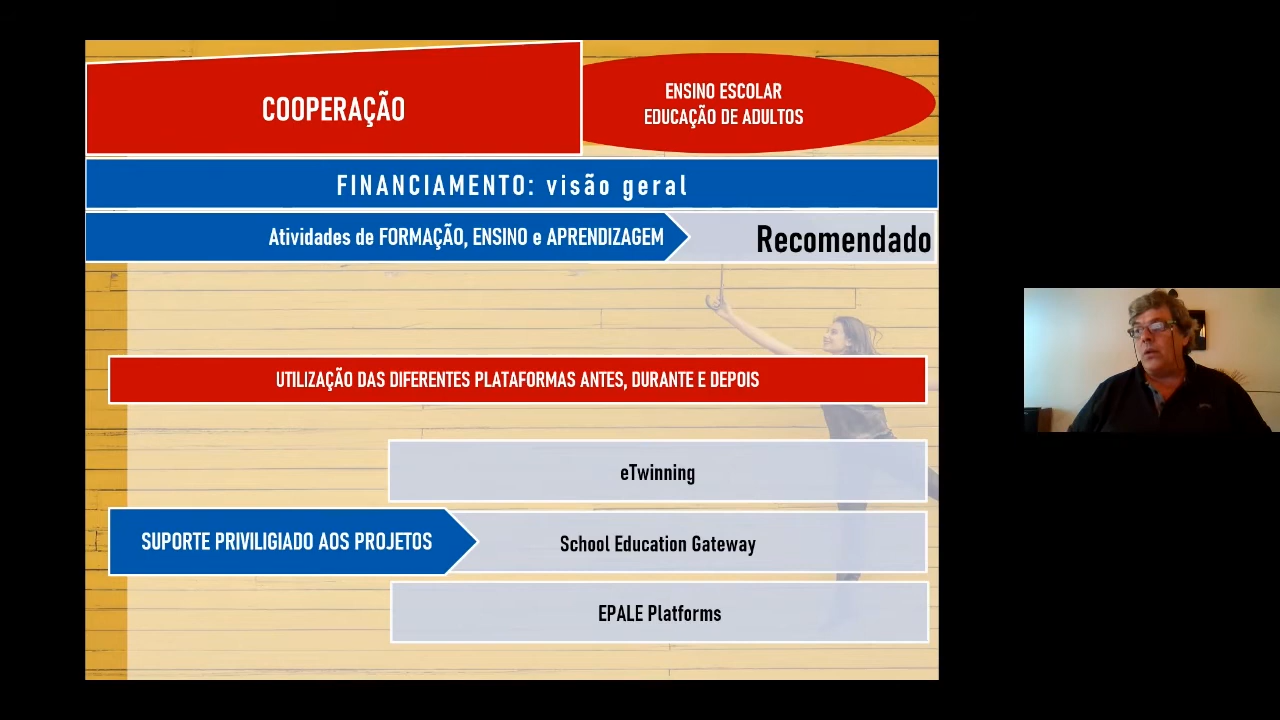 COOPERAÇÃO
ENSINO ESCOLAR
EDUCAÇÃO DE ADULTOS
FINANCIAMENTO: visão geral
Atividades de FORMAÇÃO, ENSINO e APRENDIZAGEM
Recomendado
UTILIZAÇÃO DAS DIFERENTES PLATAFORMAS ANTES, DURANTE E DEPOIS
eTwinning
SUPORTE PRIVILIGIADO AOS PROJETOS
School Education Gateway
EPALE Platforms